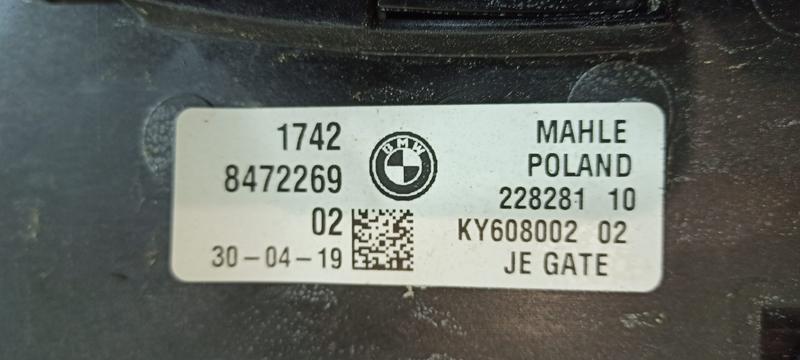 1742
8472269
02
30-04-19
BMW
MAHLE
POLAND
228281 10
KY608002 02
JE GATE